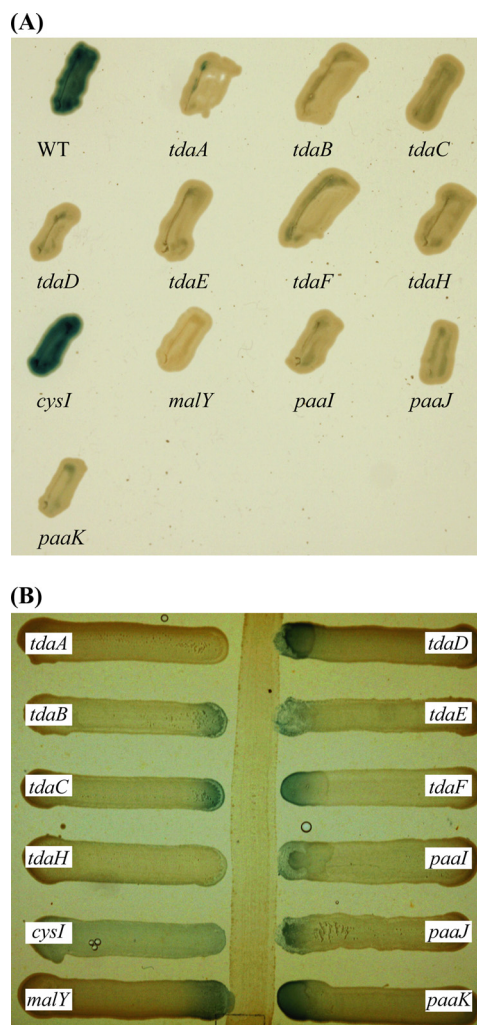 (A)
WT tdaA tdaB tdaC
tdaD tdaE tdaF tdaH
cysI malY paaI paaJ
paaK
(B)
tdaA tdaD
tdaB tdaE
tdaC tdaF
tdaH paaI
cysI paaJ
malY paaK